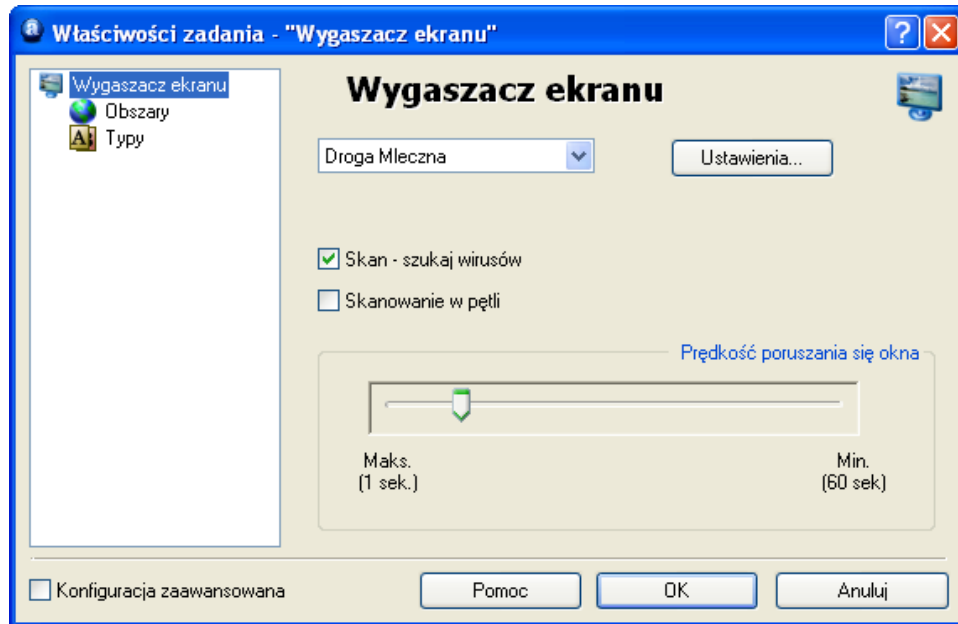 Właściwości zadania - "Wygaszacz ekranu"
Wygaszacz ekranu
Obszary
Typy
Wygaszacz ekranu
Droga Mleczna
Ustawienia...
Skan - szukaj wirusów
Skanowanie w pętli
Prędkość poruszania się okna
Maks.
(1 sek.)
Min.
(60 sek)
Konfiguracja zaawansowana
Pomoc
OK
Anuluj